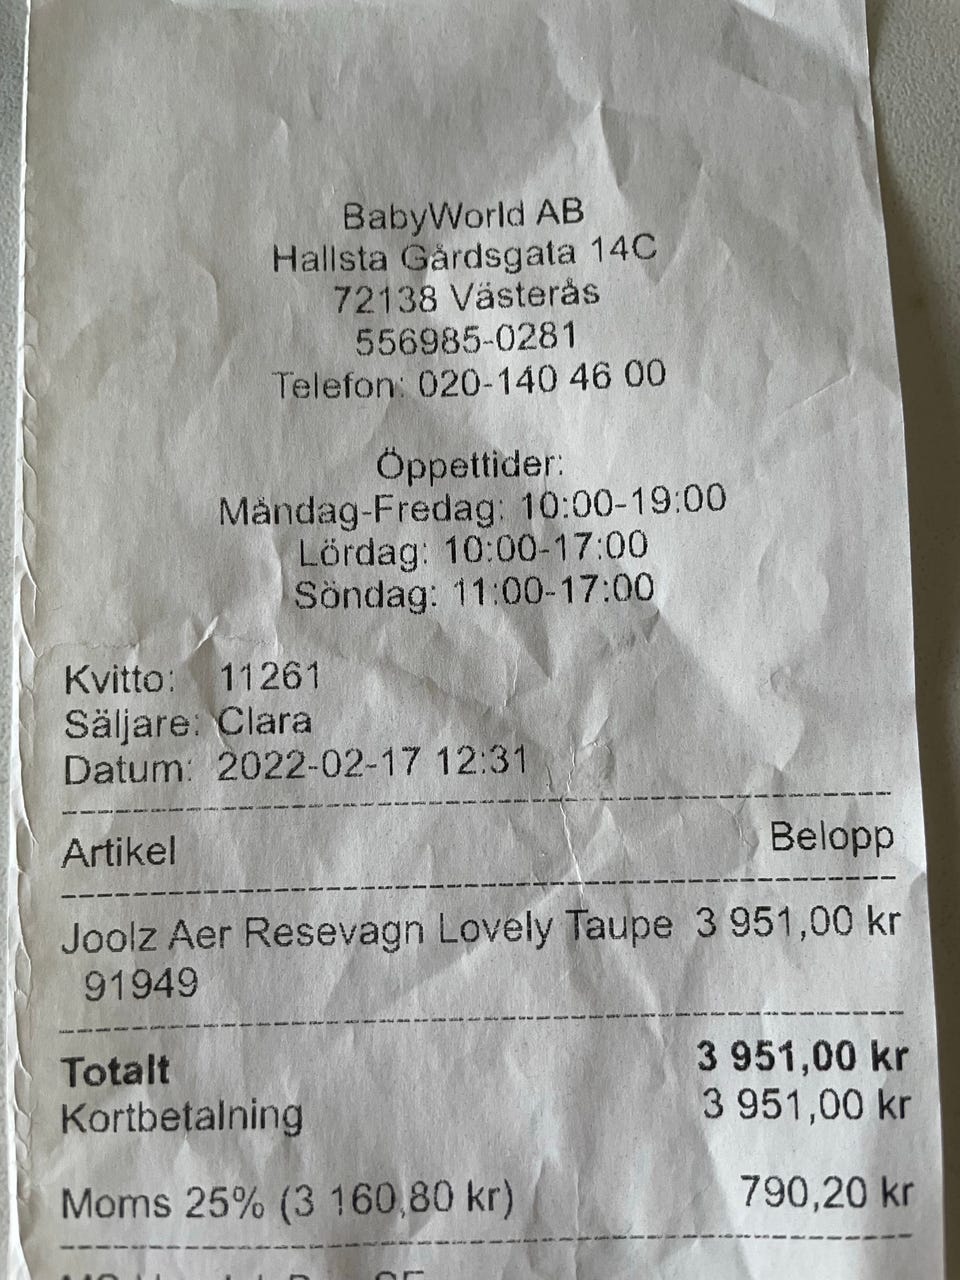 BabyWorld AB
Hallsta Gårdsgata 14C
72138 Västerås
556985-0281
Telefon: 020-140 46 00
Öppettider:
Måndag-Fredag: 10:00-19:00
Lördag: 10:00-17:00
Söndag: 11:00-17:00
Kvitto: 11261
Säljare: Clara
Datum: 2022-02-17 12:31
Artikel Belopp
Joolz Aer Resevagn Lovely Taupe 3 951,00 kr
91949
Totalt 3 951,00 kr
Kortbetalning 3 951,00 kr
Moms 25% (3 160,80 kr) 790,20 kr